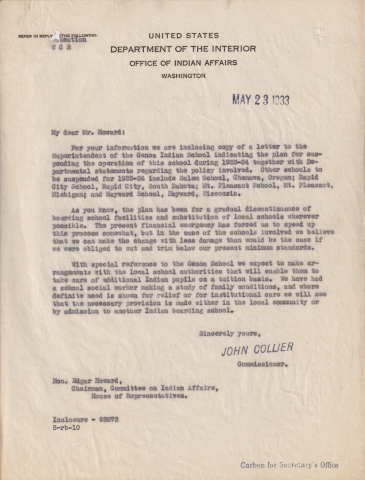 REFER IN REPLY TO THE FOLLOWING:
UNITED STATES
DEPARTMENT OF THE INTERIOR
OFFICE OF INDIAN AFFAIRS
WASHINGTON
MAY 23 1933
My dear Mr. Howard:
For your information we are inclosing copy of a letter to the
Superintendent of the Genoa Indian School indicating the plan for sus-
pending the operation of this school during 1933-34 together with De-
partmental statements regarding the policy involved. Other schools to
be suspended for 1933-34 include Salem School, Chemawa, Oregon; Rapid
City School, Rapid City, South Dakota; Mt. Pleasant School, Mt. Pleasant,
Michigan; and Hayward School, Hayward, Wisconsin.
As you know, the plan has been for a gradual discontinuance of
boarding school facilities and substitution of local schools wherever
possible. The present financial emergency has forced us to speed up
this process somewhat, but in the case of the schools involved we believe
that we can make the change with less damage than would be the case if
we were obliged to cut and trim below our present minimum standards.
With special reference to the Genoa School we expect to make ar-
rangements with the local school authorities that will enable them to
take care of additional Indian pupils on a tuition basis. We have had
a school social worker making a study of family conditions, and where
definite need is shown for relief or for institutional care we will see
that the necessary provision is made either in the local community or
by admission to another Indian boarding school.
Sincerely yours,
JOHN COLLIER
Commissioner.
Hon. Edgar Howard,
Chairman, Committee on Indian Affairs,
House of Representatives.
Inclosure - 92873
5-rb-10
Carbon for Secretary's Office